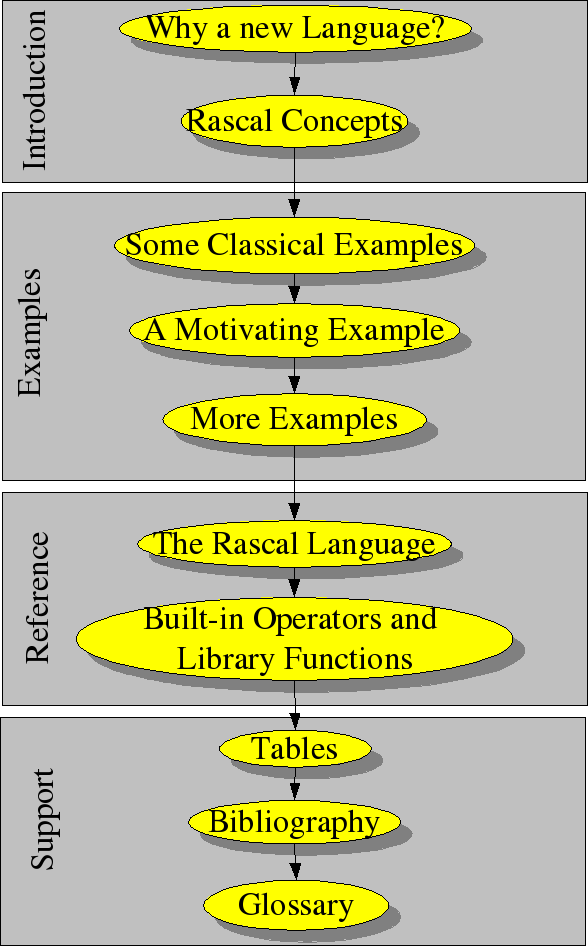 Introduction
Why a new Language?
Rascal Concepts
Examples
Some Classical Examples
A Motivating Example
More Examples
Reference
The Rascal Language
Built-in Operators and
Library Functions
Support
Tables
Bibliography
Glossary